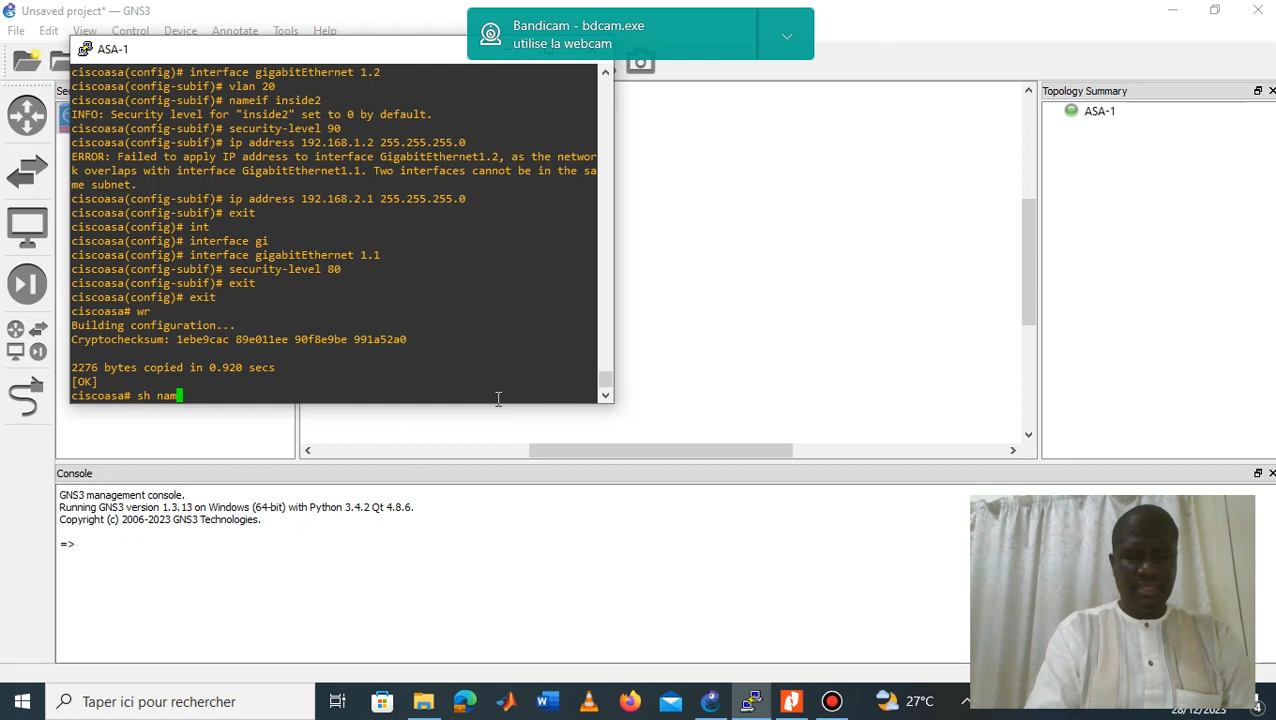 Unsaved project* — GNS3
File Edit View Control Device Annotate Tools Help
Bandicam - bdcam.exe
utilise la webcam
ASA-1
ciscoasa(config)# interface gigabitEthernet 1.2
ciscoasa(config-subif)# vlan 20
ciscoasa(config-subif)# nameif inside2
INFO: Security level for "inside2" set to 0 by default.
ciscoasa(config-subif)# security-level 90
ciscoasa(config-subif)# ip address 192.168.1.2 255.255.255.0
ERROR: Failed to apply IP address to interface GigabitEthernet1.2, as the networ
k overlaps with interface GigabitEthernet1.1. Two interfaces cannot be in the sa
me subnet.
ciscoasa(config-subif)# ip address 192.168.2.1 255.255.255.0
ciscoasa(config-subif)# exit
ciscoasa(config)# int
ciscoasa(config)# interface gi
ciscoasa(config)# interface gigabitEthernet 1.1
ciscoasa(config-subif)# security-level 80
ciscoasa(config-subif)# exit
ciscoasa(config)# exit
ciscoasa# wr
Building configuration...
Cryptochecksum: 1ebe9cac 89e011ee 90f8e9be 991a52a0
2276 bytes copied in 0.920 secs
[OK]
ciscoasa# sh nam
Topology Summary
ASA-1
Console
GNS3 management console.
Running GNS3 version 1.3.13 on Windows (64-bit) with Python 3.4.2 Qt 4.8.6.
Copyright (c) 2006-2023 GNS3 Technologies.
=>
Taper ici pour rechercher
27°C
28/12/2023
4